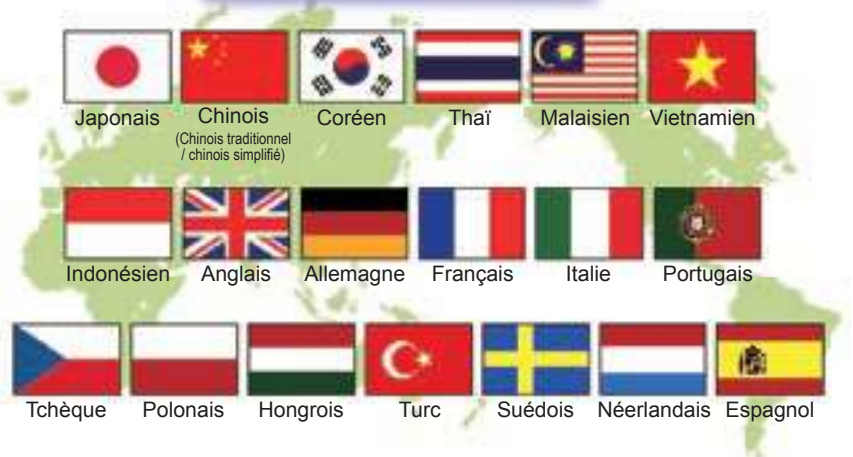 Japonais Chinois Coréen Thaï Malaisien Vietnamien
(Chinois traditionnel
/ chinois simplifié)
Indonésien Anglais Allemagne Français Italie Portugais
Tchèque Polonais Hongrois Turc Suédois Néerlandais Espagnol